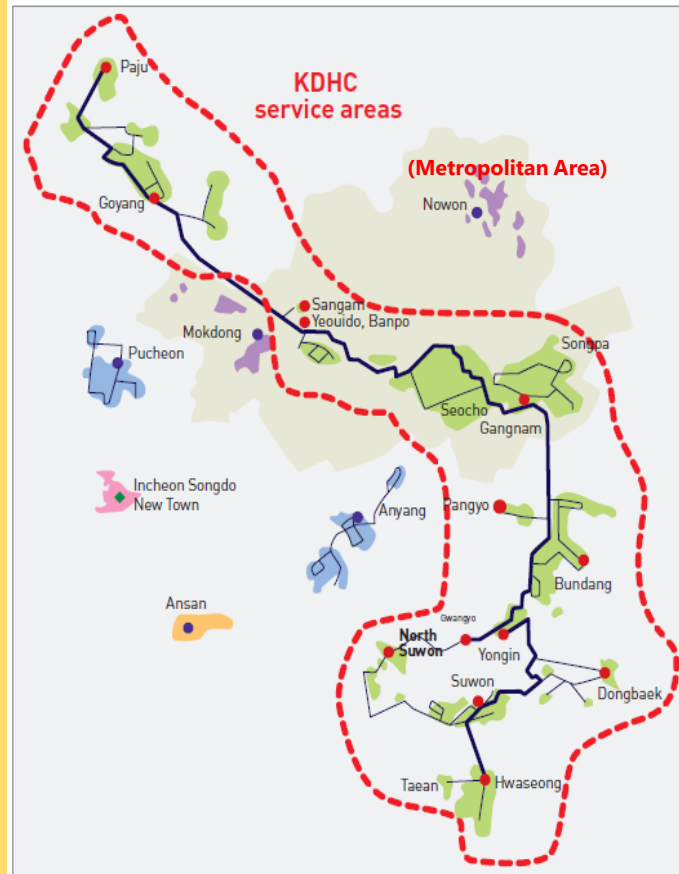 Paju
KDHC
service areas
(Metropolitan Area)
Nowon
Goyang
Sangam
Yeouido, Banpo
Mokdong
Songpa
Pucheon
Seocho
Gangnam
Incheon Songdo
New Town
Pangyo
Anyang
Bundang
Ansan
Gwangyo
North
Suwon
Yongin
Suwon
Dongbaek
Taean
Hwaseong